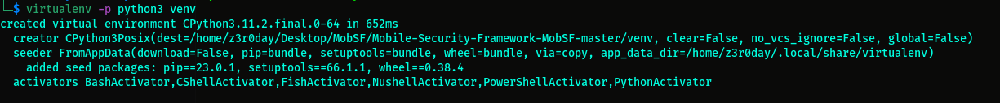 └─$ virtualenv -p python3 venv
created virtual environment CPython3.11.2.final.0-64 in 652ms
  creator CPython3Posix(dest=/home/z3r0day/Desktop/MobSF/Mobile-Security-Framework-MobSF-master/venv, clear=False, no_vcs_ignore=False, global=False)
  seeder FromAppData(download=False, pip=bundle, setuptools=bundle, wheel=bundle, via=copy, app_data_dir=/home/z3r0day/.local/share/virtualenv)
    added seed packages: pip==23.0.1, setuptools==66.1.1, wheel==0.38.4
  activators BashActivator,CShellActivator,FishActivator,NushellActivator,PowerShellActivator,PythonActivator